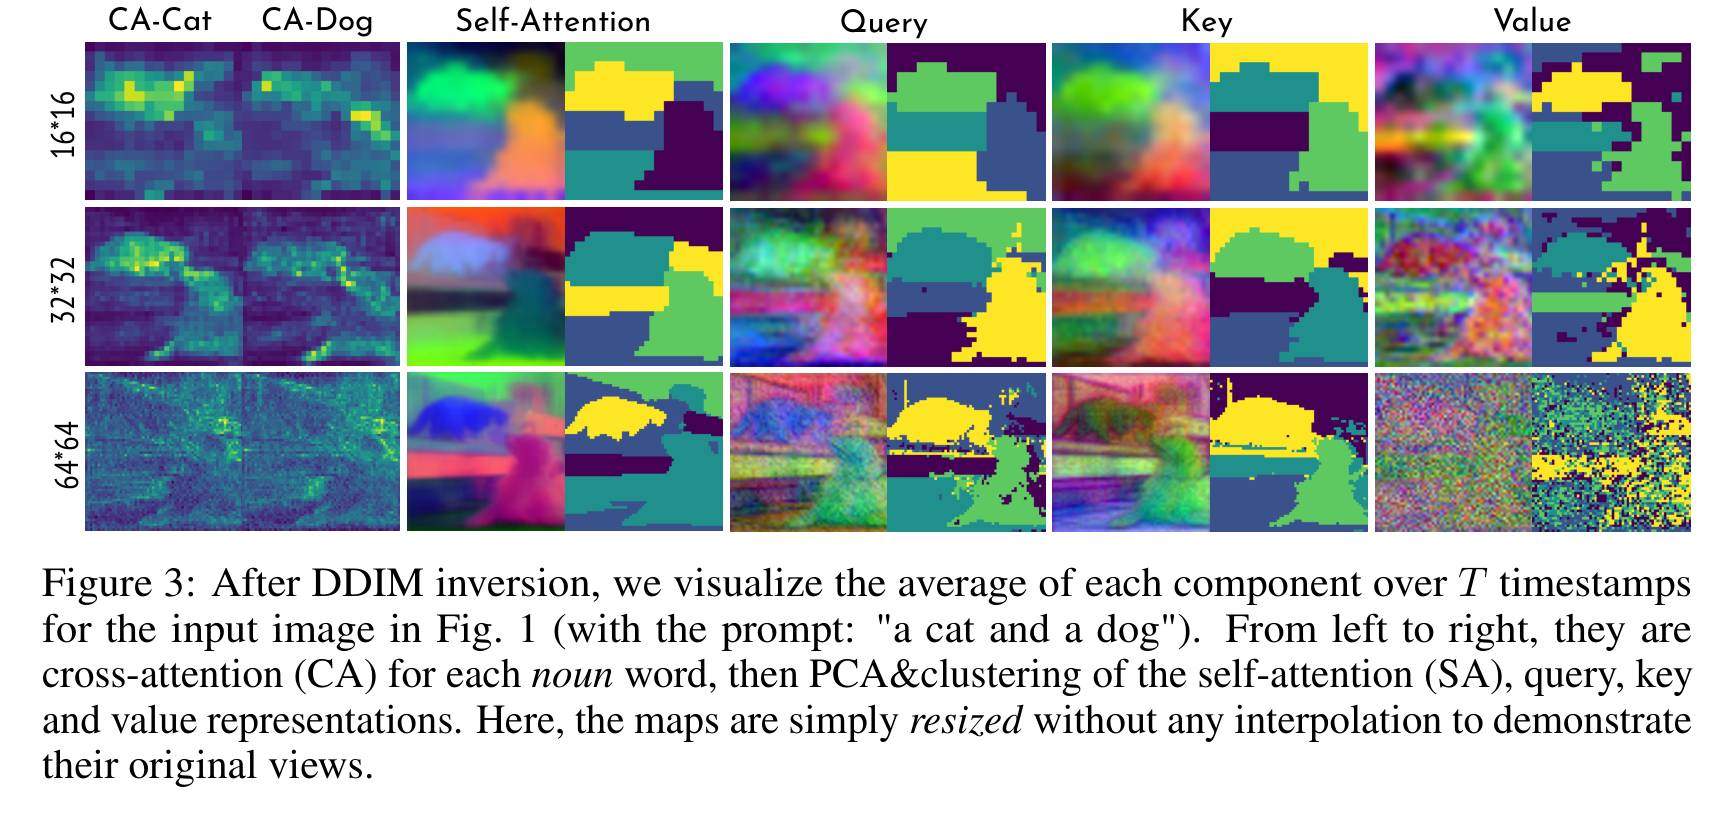 CA-Cat CA-Dog Self-Attention Query Key Value
16*16
32*32
64*64
Figure 3: After DDIM inversion, we visualize the average of each component over T timestamps
for the input image in Fig. 1 (with the prompt: "a cat and a dog"). From left to right, they are
cross-attention (CA) for each noun word, then PCA&clustering of the self-attention (SA), query, key
and value representations. Here, the maps are simply resized without any interpolation to demonstrate
their original views.